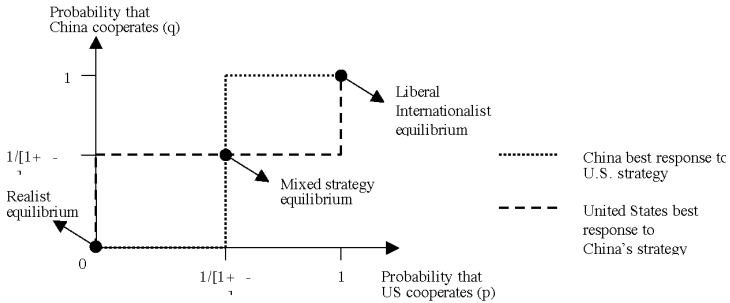 Probability that
China cooperates (q)
1
Liberal
Internationalist
equilibrium
China best response to
U.S. strategy
1/[1+ -
Mixed strategy
equilibrium
Realist
equilibrium
United States best
response to
China's strategy
0
1/[1+ -
1
Probability that
US cooperates (p)